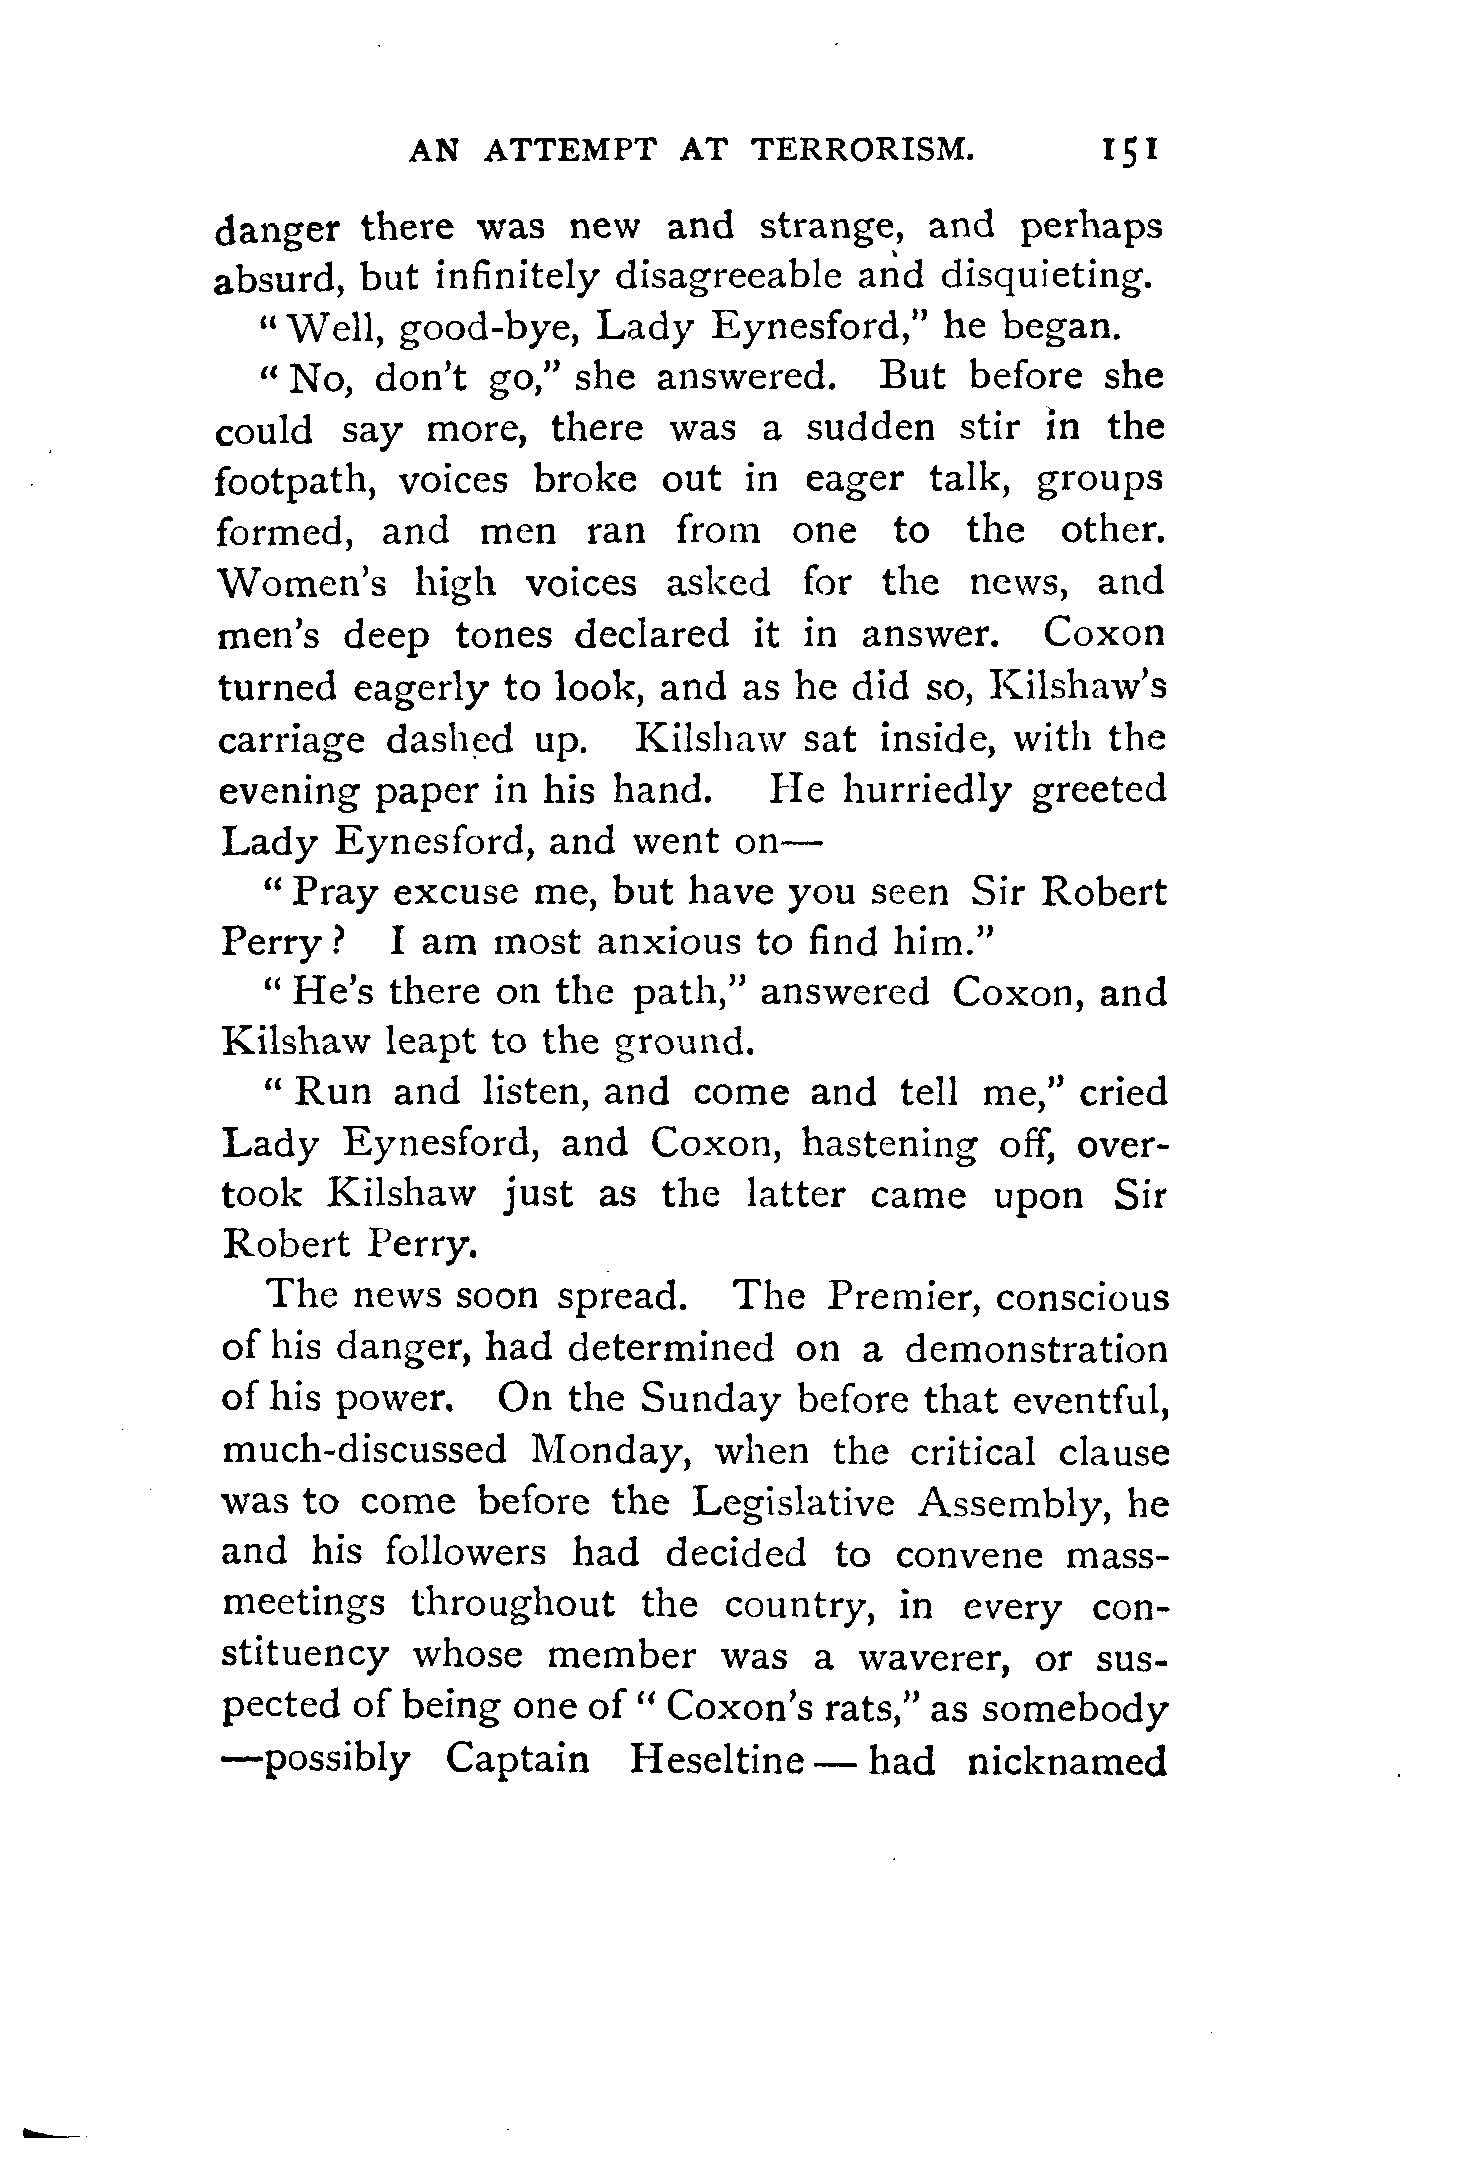 AN ATTEMPT AT TERRORISM. 151
danger there was new and strange, and perhaps
absurd, but infinitely disagreeable and disquieting.
"Well, good-bye, Lady Eynesford," he began.
"No, don't go," she answered. But before she
could say more, there was a sudden stir in the
footpath, voices broke out in eager talk, groups
formed, and men ran from one to the other.
Women's high voices asked for the news, and
men's deep tones declared it in answer. Coxon
turned eagerly to look, and as he did so, Kilshaw's
carriage dashed up. Kilshaw sat inside, with the
evening paper in his hand. He hurriedly greeted
Lady Eynesford, and went on—
"Pray excuse me, but have you seen Sir Robert
Perry? I am most anxious to find him."
"He's there on the path," answered Coxon, and
Kilshaw leapt to the ground.
"Run and listen, and come and tell me," cried
Lady Eynesford, and Coxon, hastening off, over-
took Kilshaw just as the latter came upon Sir
Robert Perry.
The news soon spread. The Premier, conscious
of his danger, had determined on a demonstration
of his power. On the Sunday before that eventful,
much-discussed Monday, when the critical clause
was to come before the Legislative Assembly, he
and his followers had decided to convene mass-
meetings throughout the country, in every con-
stituency whose member was a waverer, or sus-
pected of being one of "Coxon's rats," as somebody
—possibly Captain Heseltine—had nicknamed